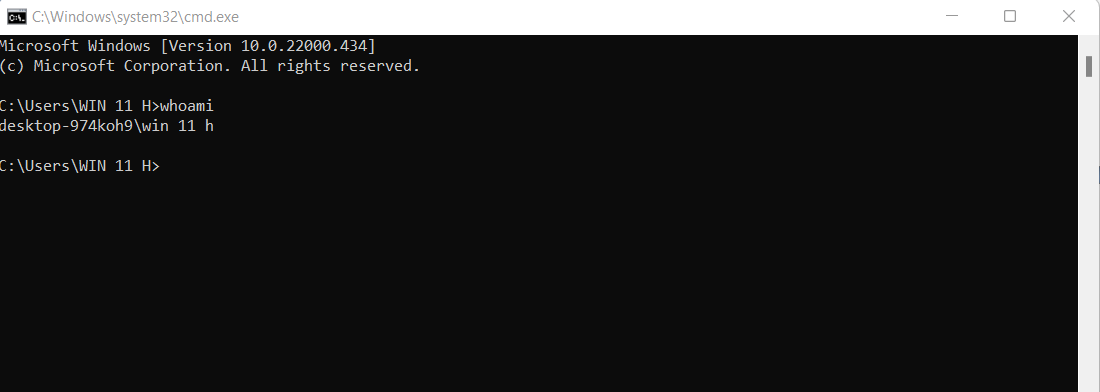 C:\Windows\system32\cmd.exe
Microsoft Windows [Version 10.0.22000.434]
(c) Microsoft Corporation. All rights reserved.
C:\Users\WIN 11 H>whoami
desktop-974koh9\win 11 h
C:\Users\WIN 11 H>